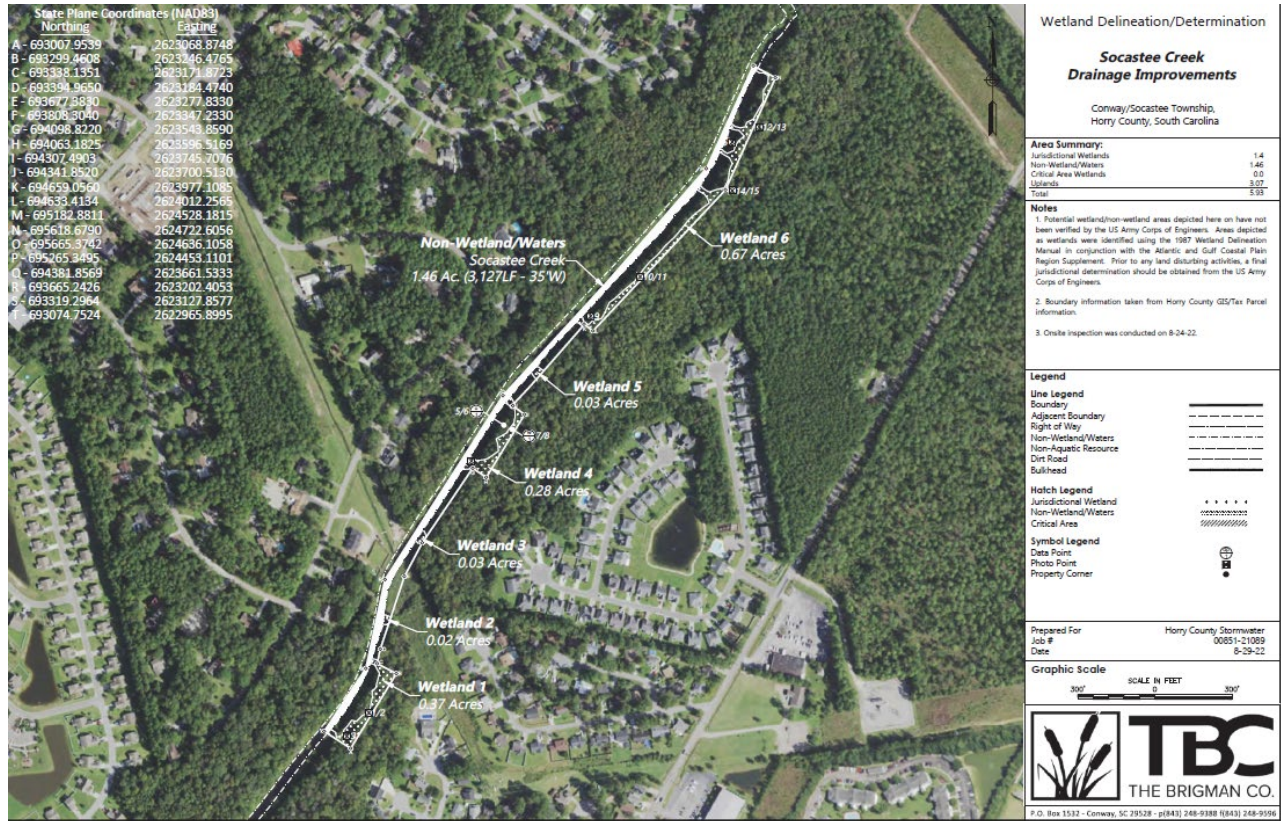 State Plane Coordinates (NAD83)
Northing Easting
A - 693007.9539 2623068.8748
B - 693299.4608 2623246.4765
C - 693338.1351 2623171.8723
D - 693394.9650 2623184.4740
E - 693677.3830 2623277.8330
F - 693808.3040 2623347.2330
G - 694098.8220 2623543.8590
H - 694063.1825 2623596.5169
I - 694307.4903 2623745.7076
J - 694341.8520 2623700.5130
K - 694659.0560 2623977.1085
L - 694633.4134 2624012.2565
M - 695182.8811 2624528.1815
N - 695618.6790 2624722.6056
O - 695665.3742 2624636.1058
P - 695265.3495 2624453.1101
Q - 694381.8569 2623661.5333
R - 693665.2426 2623202.4053
S - 693319.2964 2623127.8577
T - 693074.7524 2622965.8995
12/13
14/15
Non-Wetland/Waters
Socastee Creek
1.46 Ac. (3,127LF - 35'W)
Wetland 6
0.67 Acres
10/11
9
Wetland 5
0.03 Acres
5/6
7/8
Wetland 4
0.28 Acres
Wetland 3
0.03 Acres
Wetland 2
0.02 Acres
Wetland 1
0.37 Acres
Wetland Delineation/Determination
Socastee Creek
Drainage Improvements
Conway/Socastee Township,
Horry County, South Carolina
Area Summary:
Jurisdictional Wetlands 1.4
Non-Wetland/Waters 1.46
Critical Area Wetlands 0.0
Uplands 3.07
Total 5.93
Notes
1. Potential wetland/non-wetland areas depicted here on have not
been verified by the US Army Corps of Engineers. Areas depicted
as wetlands were identified using the 1987 Wetland Delineation
Manual in conjunction with the Atlantic and Gulf Coastal Plain
Region Supplement. Prior to any land disturbing activities, a final
jurisdictional determination should be obtained from the US Army
Corps of Engineers.
2. Boundary information taken from Horry County GIS/Tax Parcel
information.
3. Onsite inspection was conducted on 8-24-22.
Legend
Line Legend
Boundary
Adjacent Boundary
Right of Way
Non-Wetland/Waters
Non-Aquatic Resource
Dirt Road
Bulkhead
Hatch Legend
Jurisdictional Wetland
Non-Wetland/Waters
Critical Area
Symbol Legend
Data Point
Photo Point
Property Corner
Prepared For Horry County Stormwater
Job # 00851-21089
Date 8-29-22
Graphic Scale
SCALE IN FEET
300' 0 300'
TBC
THE BRIGMAN CO.
P.O. Box 1532 - Conway, SC 29528 - p(843) 248-9388 f(843) 248-9596